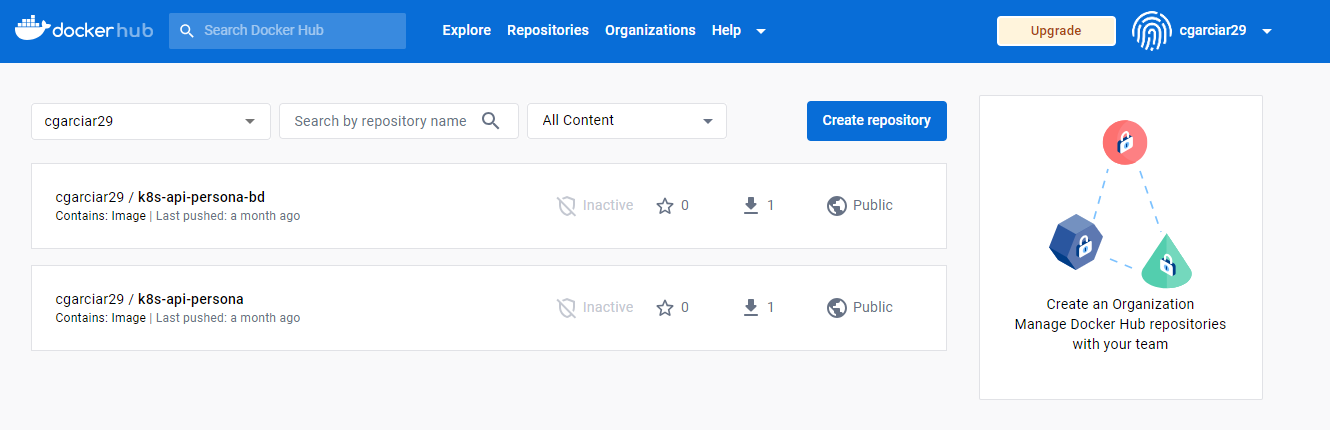 docker hub
Search Docker Hub
Explore Repositories Organizations Help
Upgrade
cgarciar29
cgarciar29
Search by repository name
All Content
Create repository
cgarciar29 / k8s-api-persona-bd
Contains: Image | Last pushed: a month ago
Inactive
0
1
Public
cgarciar29 / k8s-api-persona
Contains: Image | Last pushed: a month ago
Inactive
0
1
Public
Create an Organization
Manage Docker Hub repositories
with your team